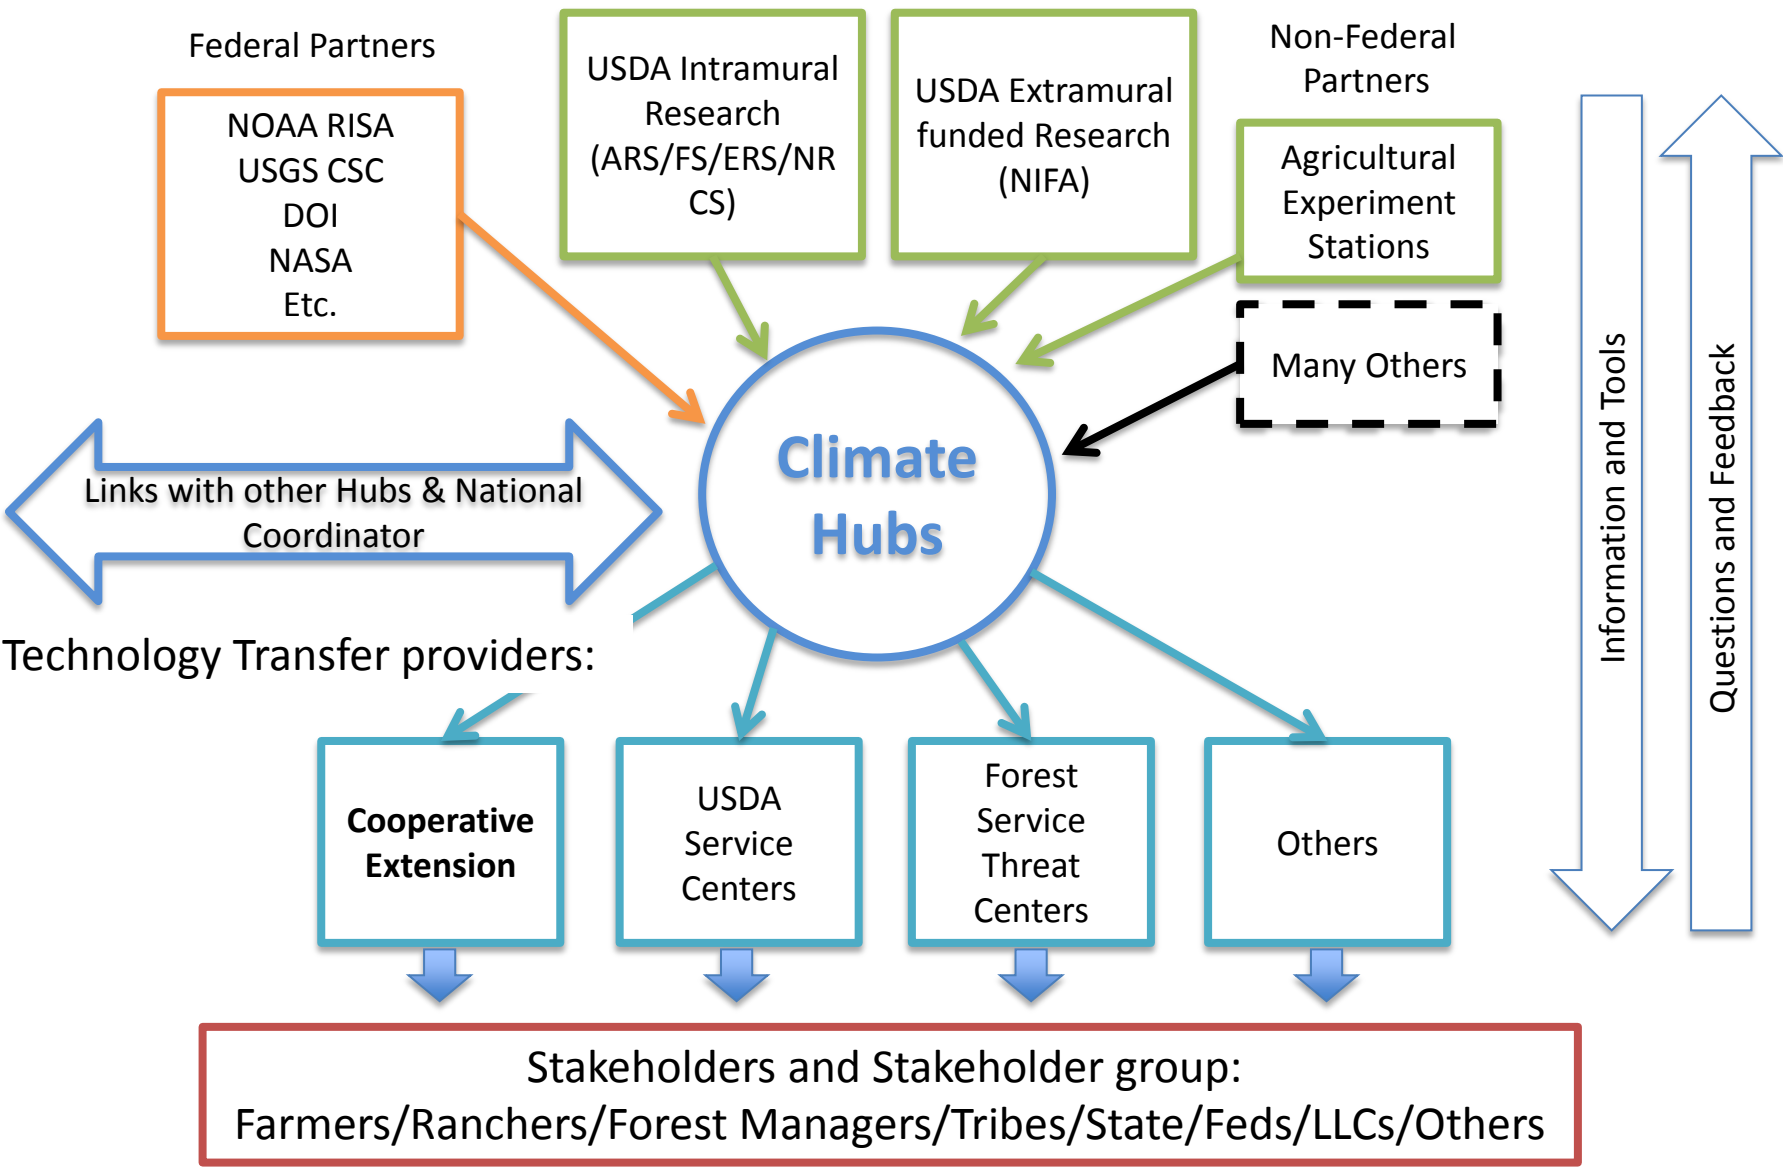 Federal Partners
NOAA RISA
USGS CSC
DOI
NASA
Etc.
USDA Intramural
Research
(ARS/FS/ERS/NR
CS)
USDA Extramural
funded Research
(NIFA)
Non-Federal
Partners
Agricultural
Experiment
Stations
Many Others
Climate
Hubs
Links with other Hubs & National
Coordinator
Technology Transfer providers:
Cooperative
Extension
USDA
Service
Centers
Forest
Service
Threat
Centers
Others
Information and Tools
Questions and Feedback
Stakeholders and Stakeholder group:
Farmers/Ranchers/Forest Managers/Tribes/State/Feds/LLCs/Others